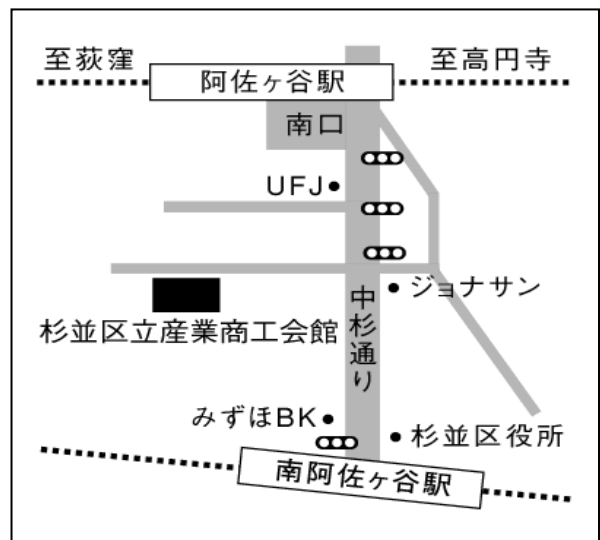 至荻窪
至高円寺
阿佐ヶ谷駅
南口
UFJ
ジョナサン
中杉通り
杉並区立産業商工会館
みずほBK
杉並区役所
南阿佐ヶ谷駅